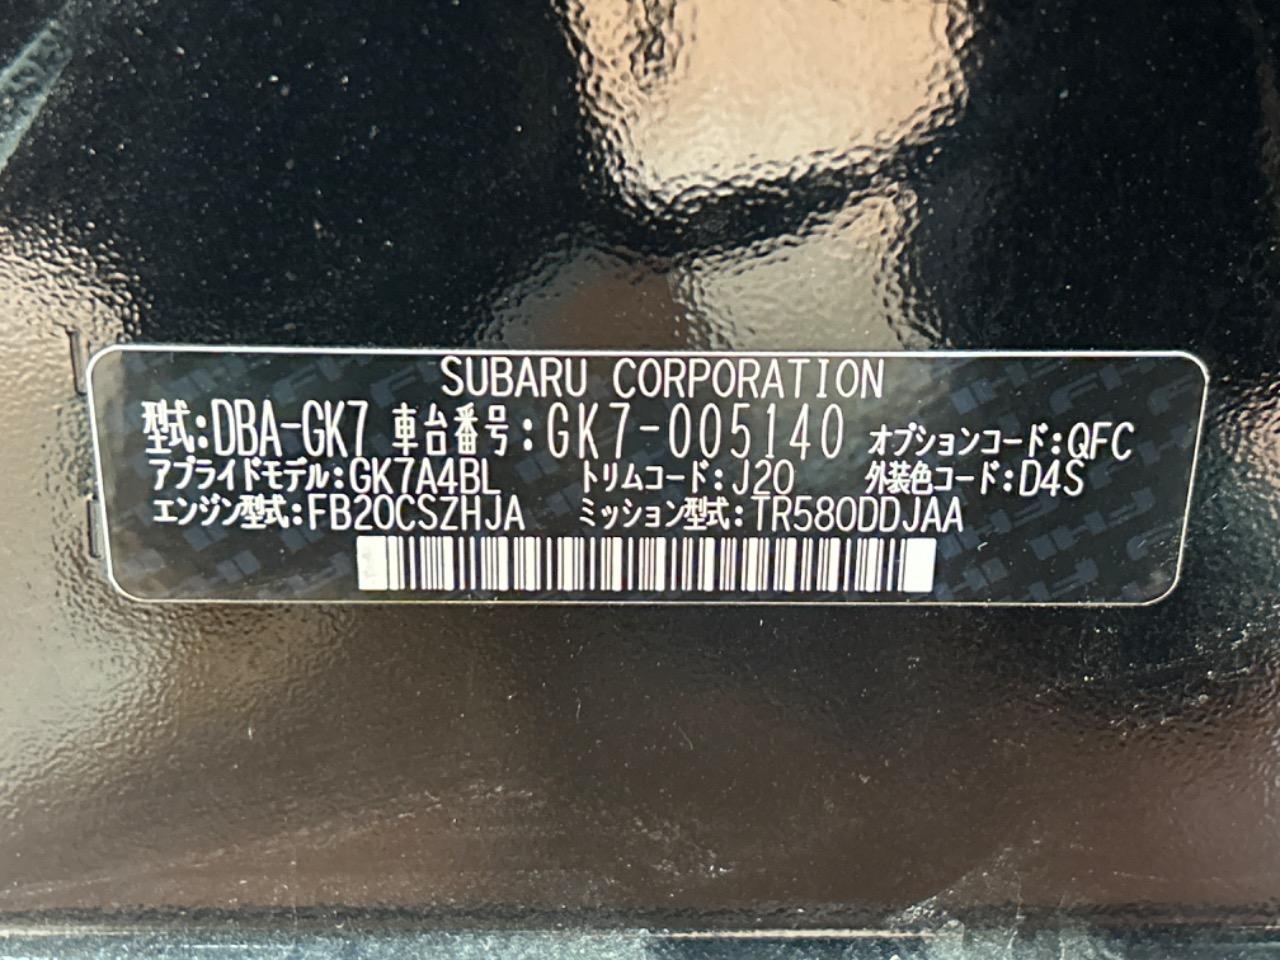 SUBARU CORPORATION
型式:DBA-GK7 車台番号:GK7-005140 オプションコード:QFC
アプライドモデル:GK7A4BL トリムコード:J20 外装色コード:D4S
エンジン型式:FB20CSZHJA ミッション型式:TR580DDJAA